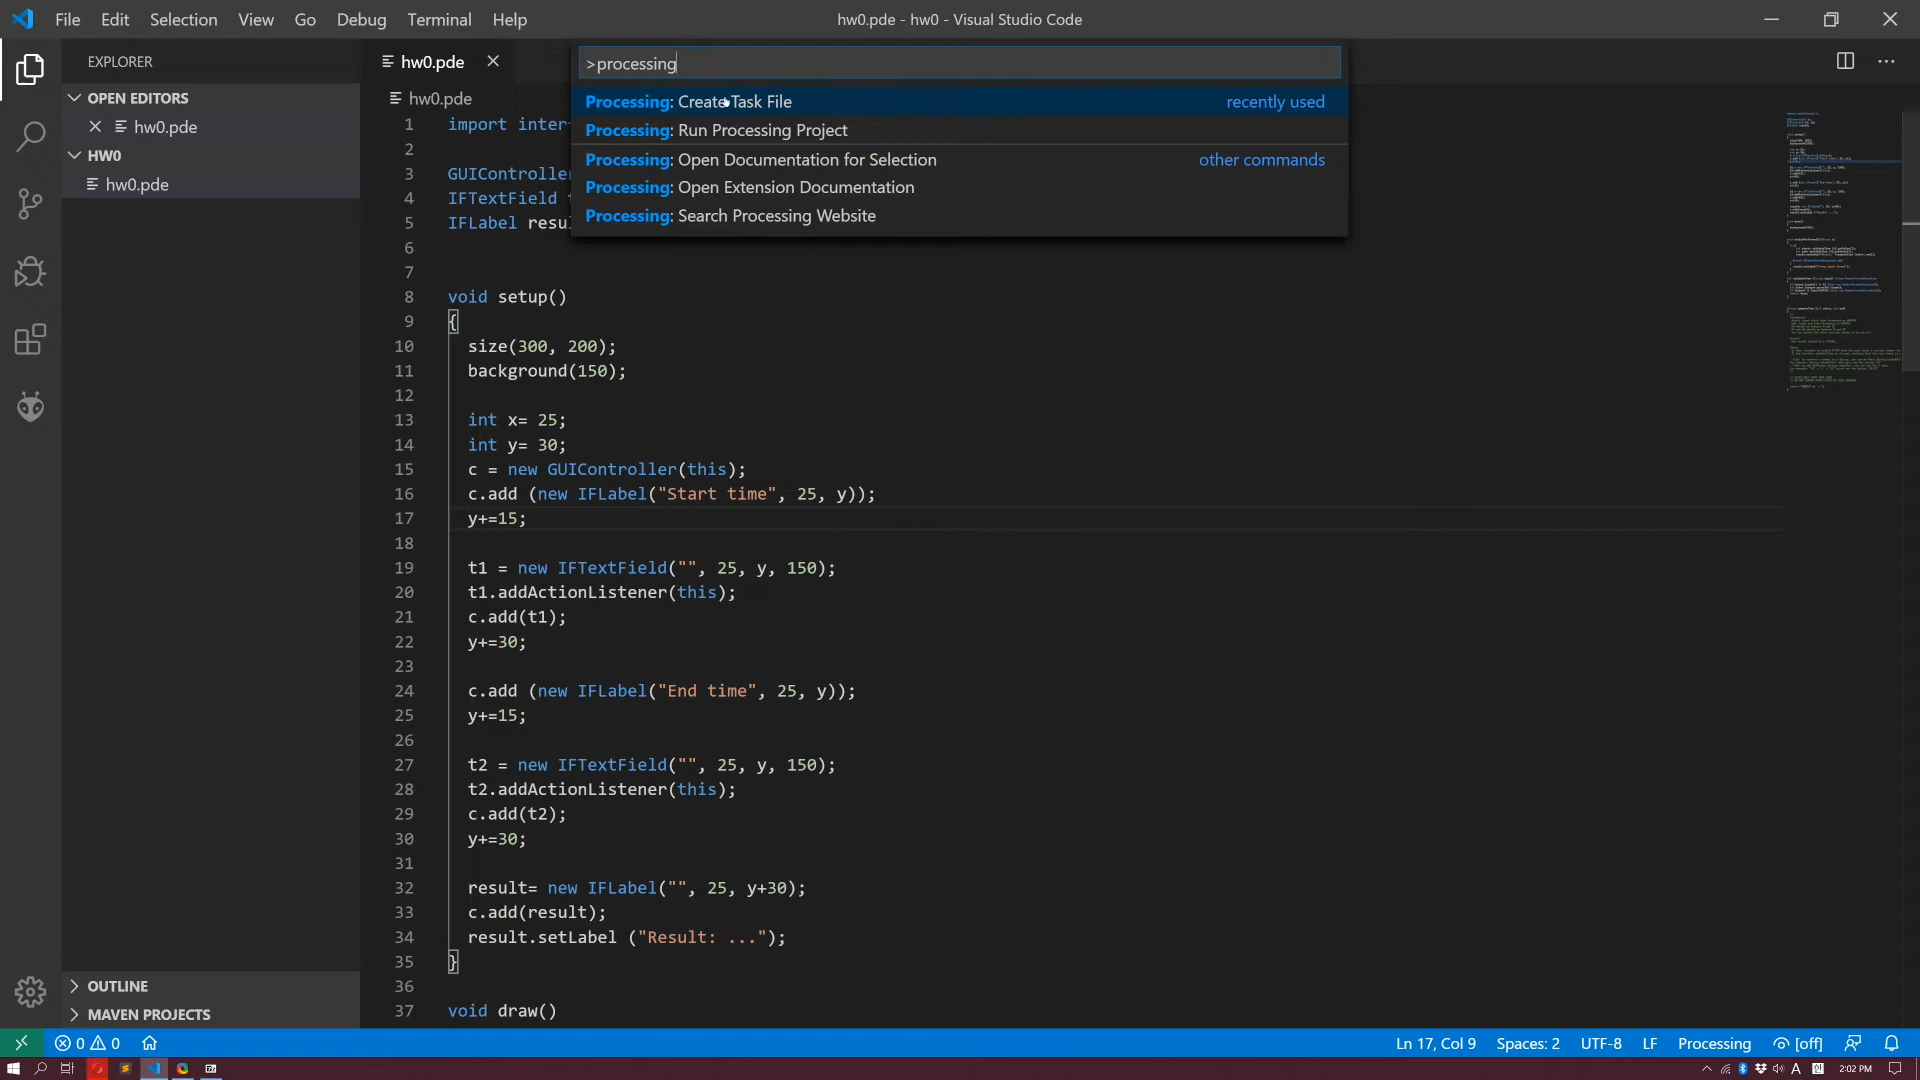 File Edit Selection View Go Debug Terminal Help
hw0.pde - hw0 - Visual Studio Code
EXPLORER
OPEN EDITORS
hw0.pde
HW0
hw0.pde
OUTLINE
MAVEN PROJECTS
hw0.pde
hw0.pde
>processing
Processing: Create Task File recently used
Processing: Run Processing Project
Processing: Open Documentation for Selection other commands
Processing: Open Extension Documentation
Processing: Search Processing Website
1 import inter
2
3 GUIController
4 IFTextField
5 IFLabel resu
6
7
8 void setup()
9 {
10 size(300, 200);
11 background(150);
12
13 int x= 25;
14 int y= 30;
15 c = new GUIController(this);
16 c.add (new IFLabel("Start time", 25, y));
17 y+=15;
18
19 t1 = new IFTextField("", 25, y, 150);
20 t1.addActionListener(this);
21 c.add(t1);
22 y+=30;
23
24 c.add (new IFLabel("End time", 25, y));
25 y+=15;
26
27 t2 = new IFTextField("", 25, y, 150);
28 t2.addActionListener(this);
29 c.add(t2);
30 y+=30;
31
32 result= new IFLabel("", 25, y+30);
33 c.add(result);
34 result.setLabel ("Result: ...");
35 }
36
37 void draw()
0 0 Ln 17, Col 9 Spaces: 2 UTF-8 LF Processing [off]
A 2:02 PM